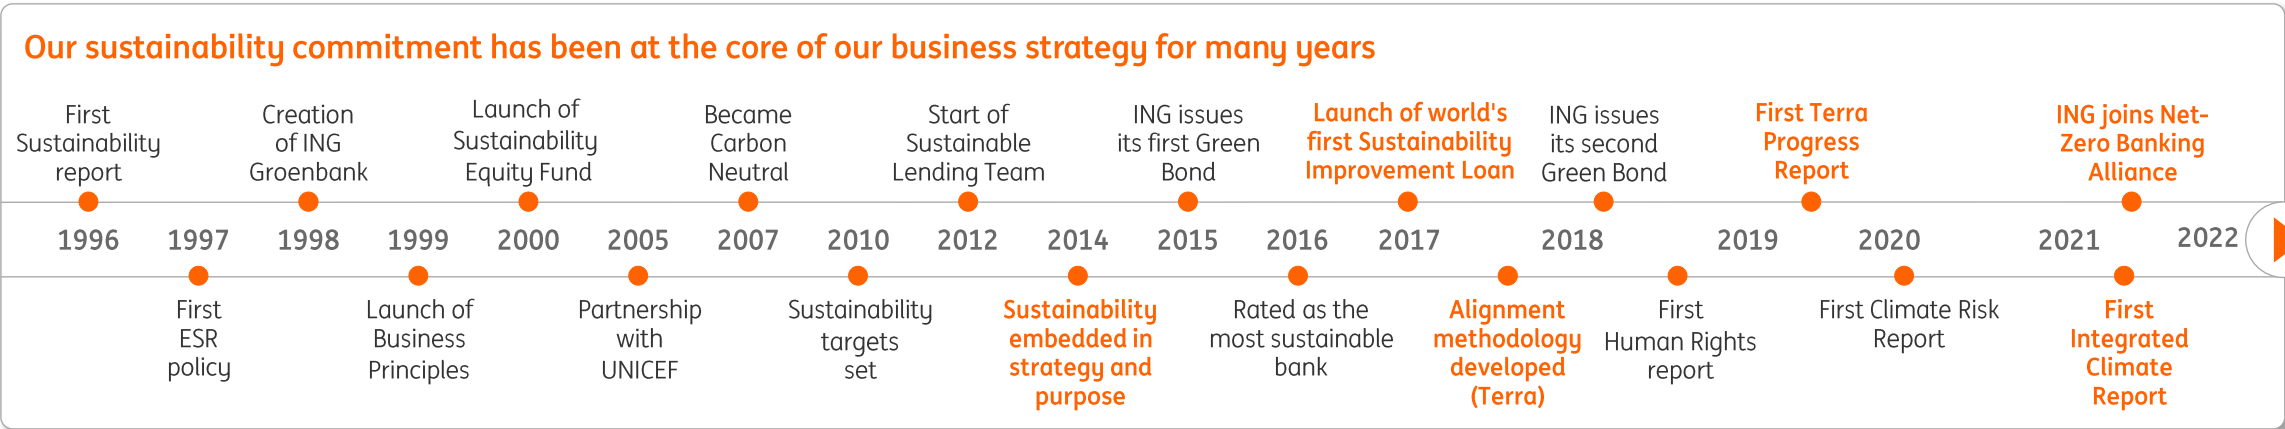 Our sustainability commitment has been at the core of our business strategy for many years
First
Sustainability
report
Creation
of ING
Groenbank
Launch of
Sustainability
Equity Fund
Became
Carbon
Neutral
Start of
Sustainable
Lending Team
ING issues
its first Green
Bond
Launch of world's
first Sustainability
Improvement Loan
ING issues
its second
Green Bond
First Terra
Progress
Report
ING joins Net-
Zero Banking
Alliance
1996 1997 1998 1999 2000 2005 2007 2010 2012 2014 2015 2016 2017 2018 2019 2020 2021 2022
First
ESR
policy
Launch of
Business
Principles
Partnership
with
UNICEF
Sustainability
targets
set
Sustainability
embedded in
strategy and
purpose
Rated as the
most sustainable
bank
Alignment
methodology
developed
(Terra)
First
Human Rights
report
First Climate Risk
Report
First
Integrated
Climate
Report